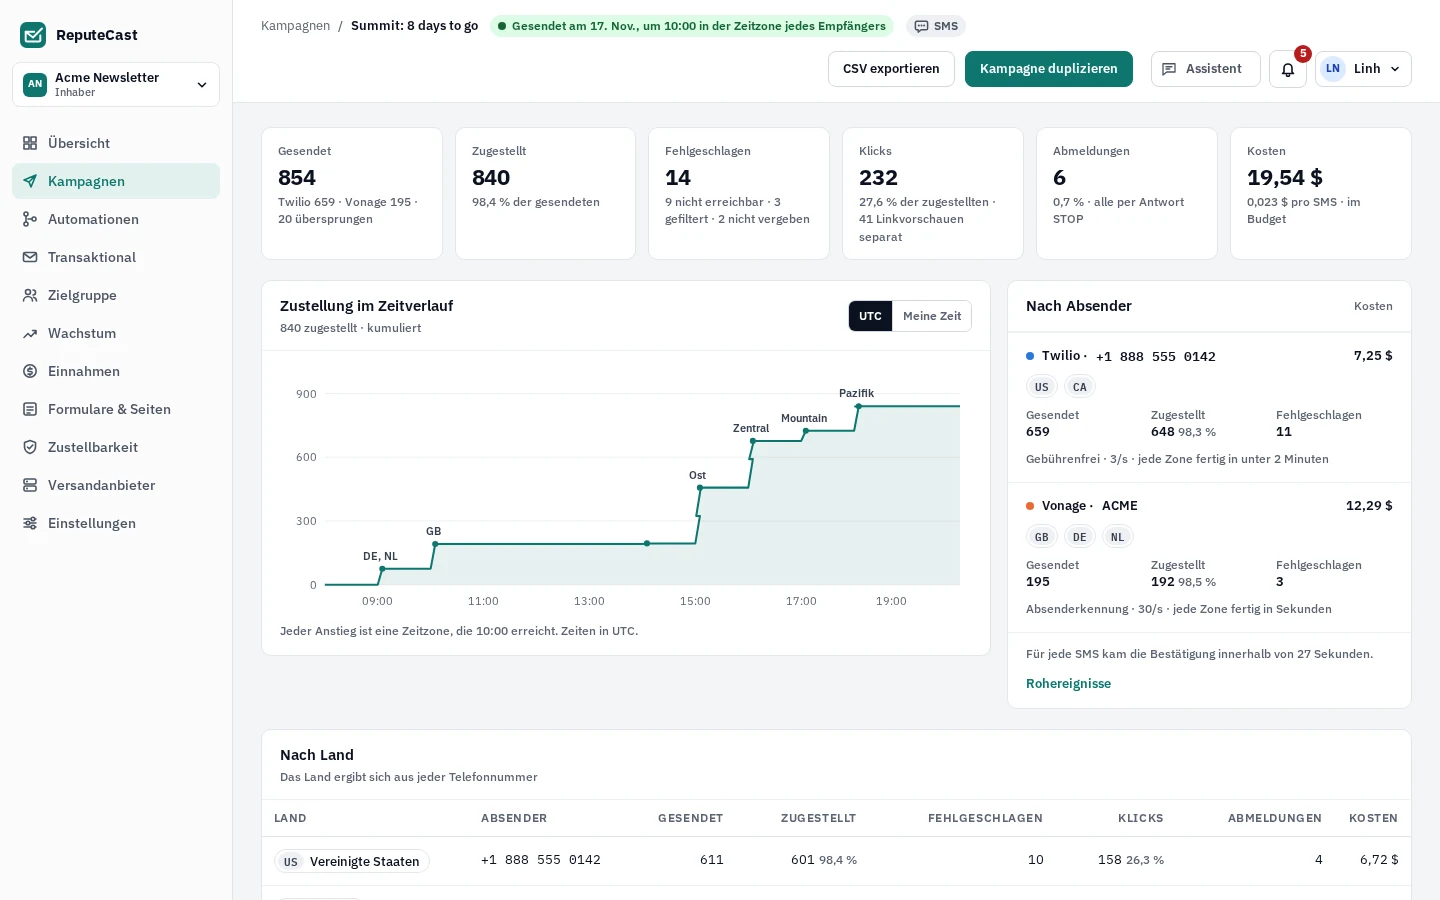 ReputeCast
AN
Acme Newsletter
Inhaber
Übersicht
Kampagnen
Automationen
Transaktional
Zielgruppe
Wachstum
Einnahmen
Formulare & Seiten
Zustellbarkeit
Versandanbieter
Einstellungen
Kampagnen / Summit: 8 days to go
Gesendet am 17. Nov., um 10:00 in der Zeitzone jedes Empfängers
SMS
CSV exportieren
Kampagne duplizieren
Assistent
5
LN
Linh
Gesendet
854
Twilio 659 · Vonage 195 ·
20 übersprungen
Zugestellt
840
98,4 % der gesendeten
Fehlgeschlagen
14
9 nicht erreichbar · 3
gefiltert · 2 nicht vergeben
Klicks
232
27,6 % der zugestellten ·
41 Linkvorschauen
separat
Abmeldungen
6
0,7 % · alle per Antwort
STOP
Kosten
19,54 $
0,023 $ pro SMS · im
Budget
Zustellung im Zeitverlauf
840 zugestellt · kumuliert
UTC
Meine Zeit
900
600
300
0
DE, NL
GB
Ost
Zentral
Mountain
Pazifik
09:00
11:00
13:00
15:00
17:00
19:00
Jeder Anstieg ist eine Zeitzone, die 10:00 erreicht. Zeiten in UTC.
Nach Absender
Kosten
Twilio · +1 888 555 0142
7,25 $
US
CA
Gesendet
659
Zugestellt
648 98,3 %
Fehlgeschlagen
11
Gebührenfrei · 3/s · jede Zone fertig in unter 2 Minuten
Vonage · ACME
12,29 $
GB
DE
NL
Gesendet
195
Zugestellt
192 98,5 %
Fehlgeschlagen
3
Absenderkennung · 30/s · jede Zone fertig in Sekunden
Für jede SMS kam die Bestätigung innerhalb von 27 Sekunden.
Rohereignisse
Nach Land
Das Land ergibt sich aus jeder Telefonnummer
LAND ABSENDER GESENDET ZUGESTELLT FEHLGESCHLAGEN KLICKS ABMELDUNGEN KOSTEN
US Vereinigte Staaten +1 888 555 0142 611 601 98,4 % 10 158 26,3 % 4 6,72 $